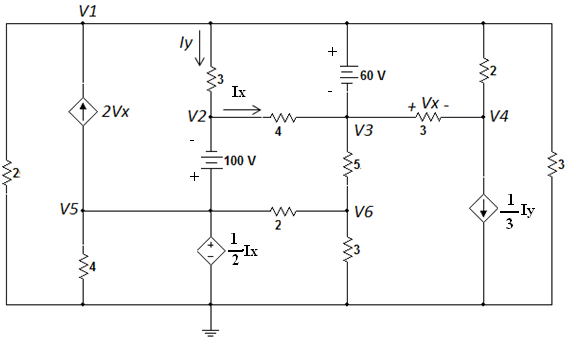 V1
Iy
+
60 V
-
2
3
Ix
2Vx
V2
4
V3
+ Vx -
3
V4
-
100 V
+
5
2
3
V5
2
V6
1/3 Iy
4
+
-
1/2 Ix
3